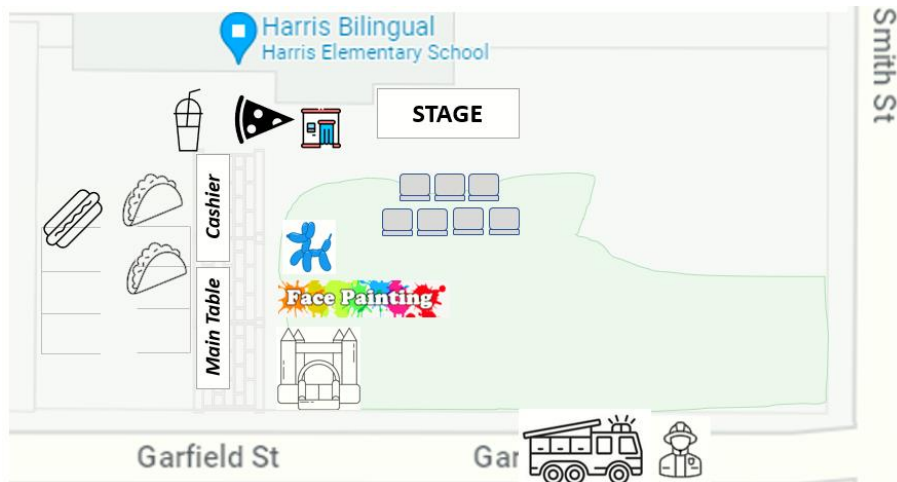 Harris Bilingual
Harris Elementary School
Smith St
STAGE
Cashier
Main Table
Face Painting
Garfield St
Gar